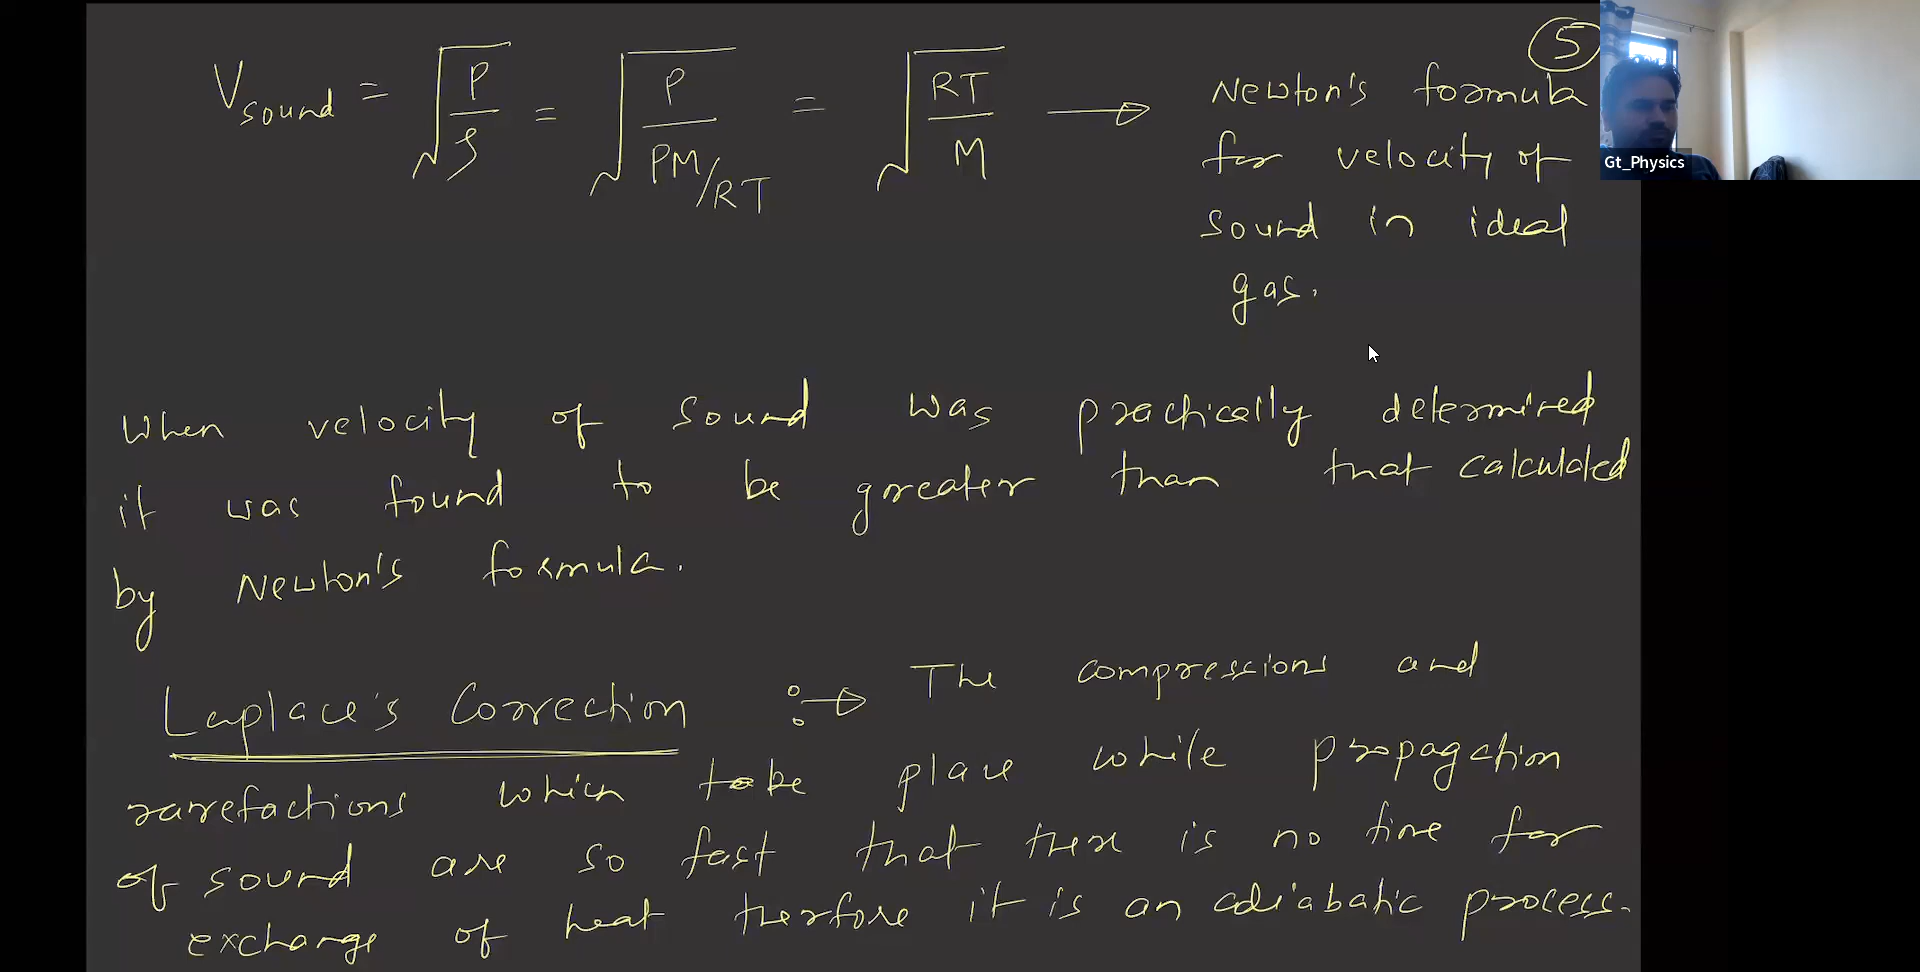 V sound = √P/ρ = √P/PM/RT = √RT/M → Newton's formula
for velocity of
sound in ideal
gas.
5
Gt_Physics
When velocity of sound was practically determined
it was found to be greater than that calculated
by Newton's formula.
Laplace's Correction :→ The compressions and
rarefactions which take place while propagation
of sound are so fast that there is no time for
exchange of heat therfore it is an adiabatic process.